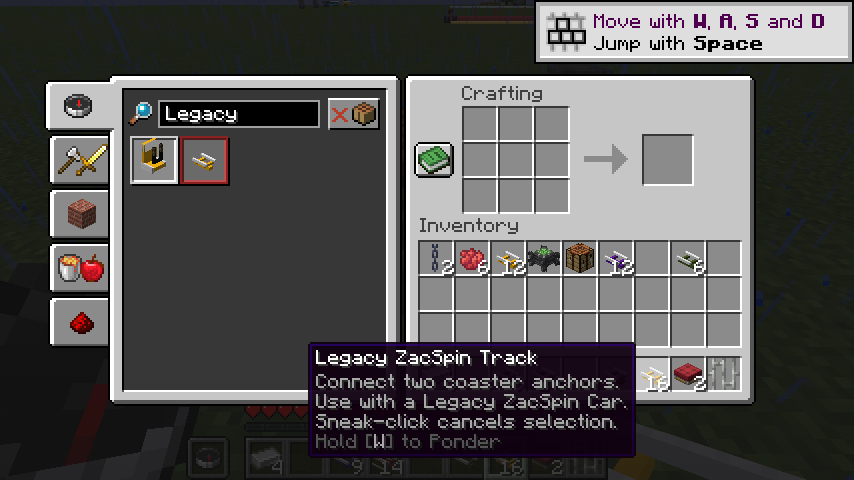 Move with W, A, S and D
Jump with Space
Legacy
Crafting
Inventory
2
6
12
12
6
Legacy ZacSpin Track
Connect two coaster anchors.
Use with a Legacy ZacSpin Car.
Sneak-click cancels selection.
Hold [W] to Ponder
16
2
4
9
14
16
2